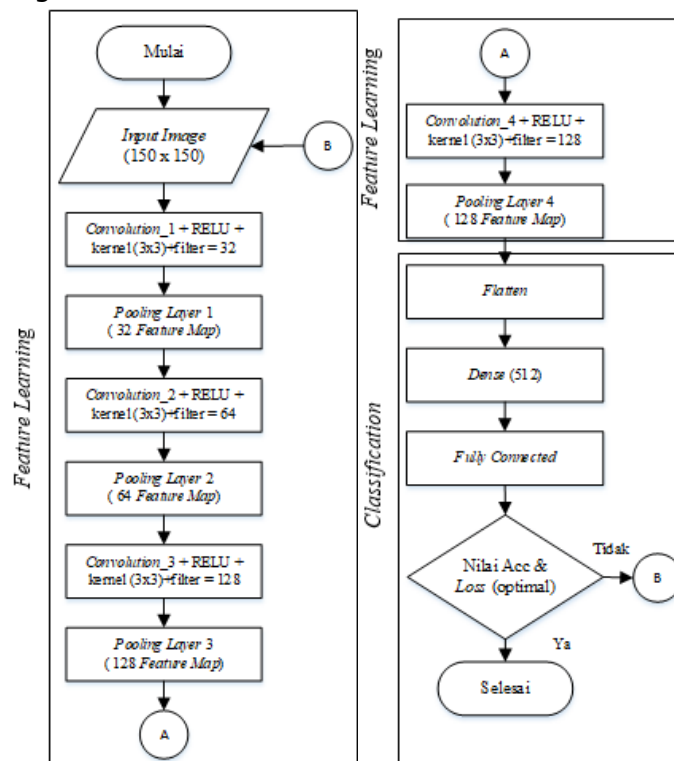 Mulai
Input Image
(150 x 150)
B
Convolution_1 + RELU +
kernel (3x3)+filter = 32
Pooling Layer 1
( 32 Feature Map)
Convolution_2 + RELU +
kernel (3x3)+filter = 64
Pooling Layer 2
( 64 Feature Map)
Convolution_3 + RELU +
kernel (3x3)+filter = 128
Pooling Layer 3
( 128 Feature Map)
A
Feature Learning
A
Convolution_4 + RELU +
kernel (3x3)+filter = 128
Pooling Layer 4
( 128 Feature Map)
Feature Learning
Flatten
Dense (512)
Fully Connected
Nilai Acc &
Loss (optimal)
Tidak
B
Ya
Selesai
Classification